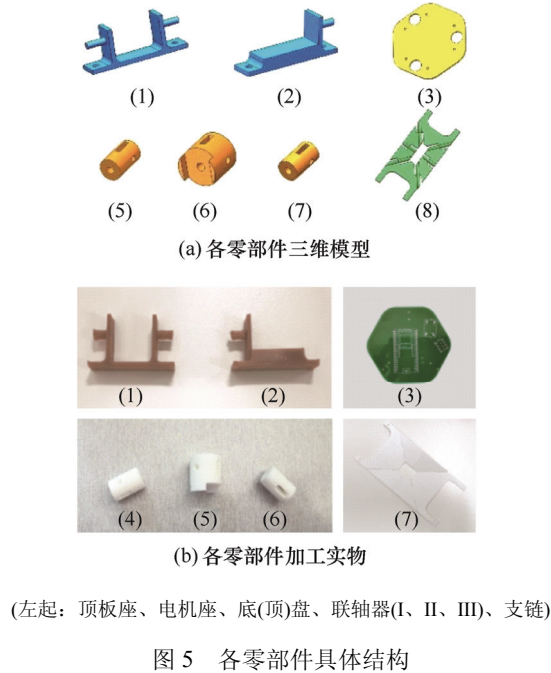 (1) (2) (3)
(5) (6) (7) (8)
(a) 各零部件三维模型
(1) (2) (3)
(4) (5) (6) (7)
(b) 各零部件加工实物
(左起：顶板座、电机座、底(顶)盘、联轴器(I、II、III)、支链)
图 5 各零部件具体结构